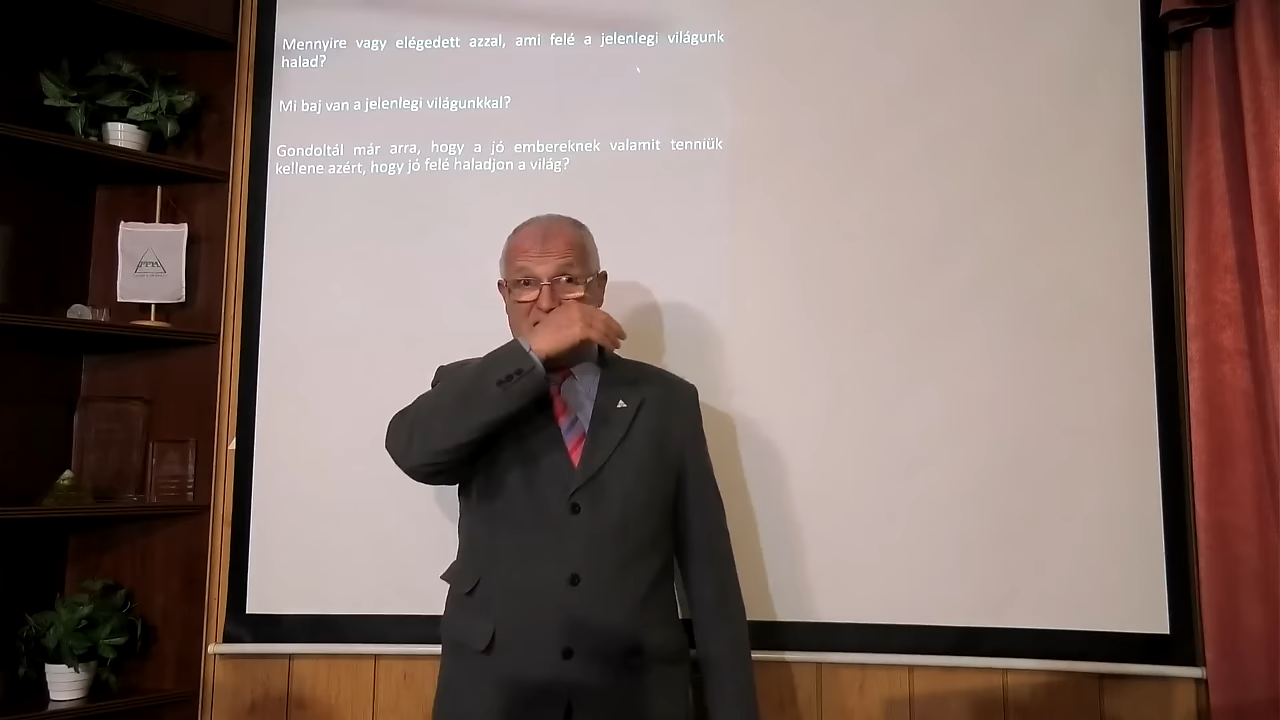 Mennyire vagy elégedett azzal, ami felé a jelenlegi világunk
halad?
Mi baj van a jelenlegi világunkkal?
Gondoltál már arra, hogy a jó embereknek valamit tenniük
kellene azért, hogy jó felé haladjon a világ?